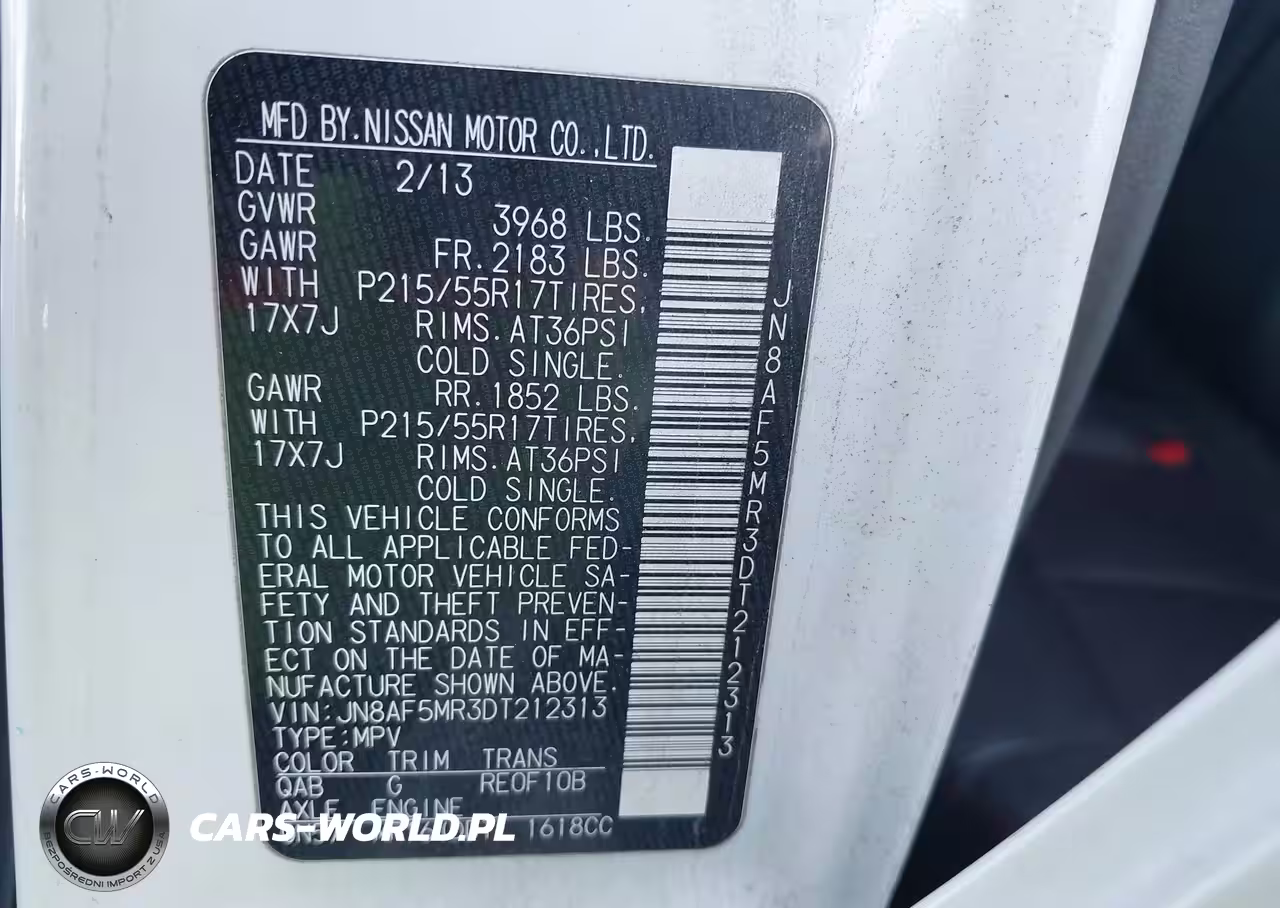 MFD BY.NISSAN MOTOR CO.,LTD.
DATE 2/13
GVWR 3968 LBS.
GAWR FR.2183 LBS.
WITH P215/55R17TIRES,
17X7J RIMS.AT36PSI
COLD SINGLE.
GAWR RR.1852 LBS.
WITH P215/55R17TIRES,
17X7J RIMS.AT36PSI
COLD SINGLE.
THIS VEHICLE CONFORMS
TO ALL APPLICABLE FED-
ERAL MOTOR VEHICLE SA-
FETY AND THEFT PREVEN-
TION STANDARDS IN EFF-
ECT ON THE DATE OF MA-
NUFACTURE SHOWN ABOVE.
VIN:JN8AF5MR3DT212313
TYPE:MPV
COLOR TRIM TRANS
QAB G RE0F10B
AXLE ENGINE
1618CC
JN8AF5MR3DT212313
CARS-WORLD
CW
BEZPOŚREDNI IMPORT Z USA
CARS-WORLD.PL